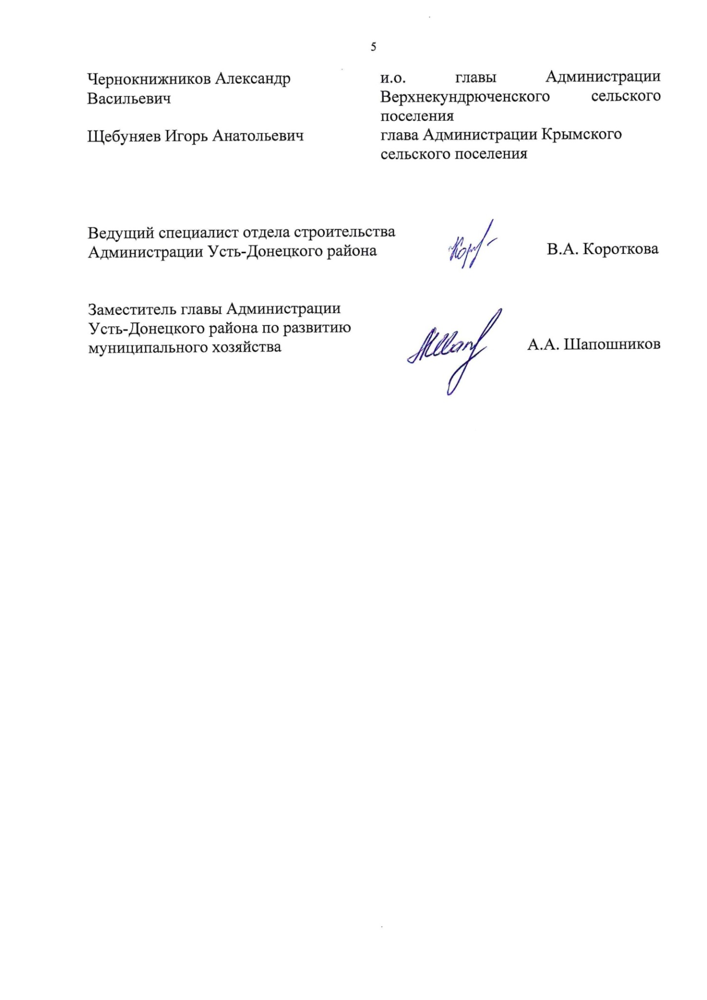 5
Чернокнижников Александр
Васильевич
и.о. главы Администрации
Верхнекундрюченского сельского
поселения
Щебуняев Игорь Анатольевич
глава Администрации Крымского
сельского поселения
Ведущий специалист отдела строительства
Администрации Усть-Донецкого района
В.А. Короткова
Заместитель главы Администрации
Усть-Донецкого района по развитию
муниципального хозяйства
А.А. Шапошников